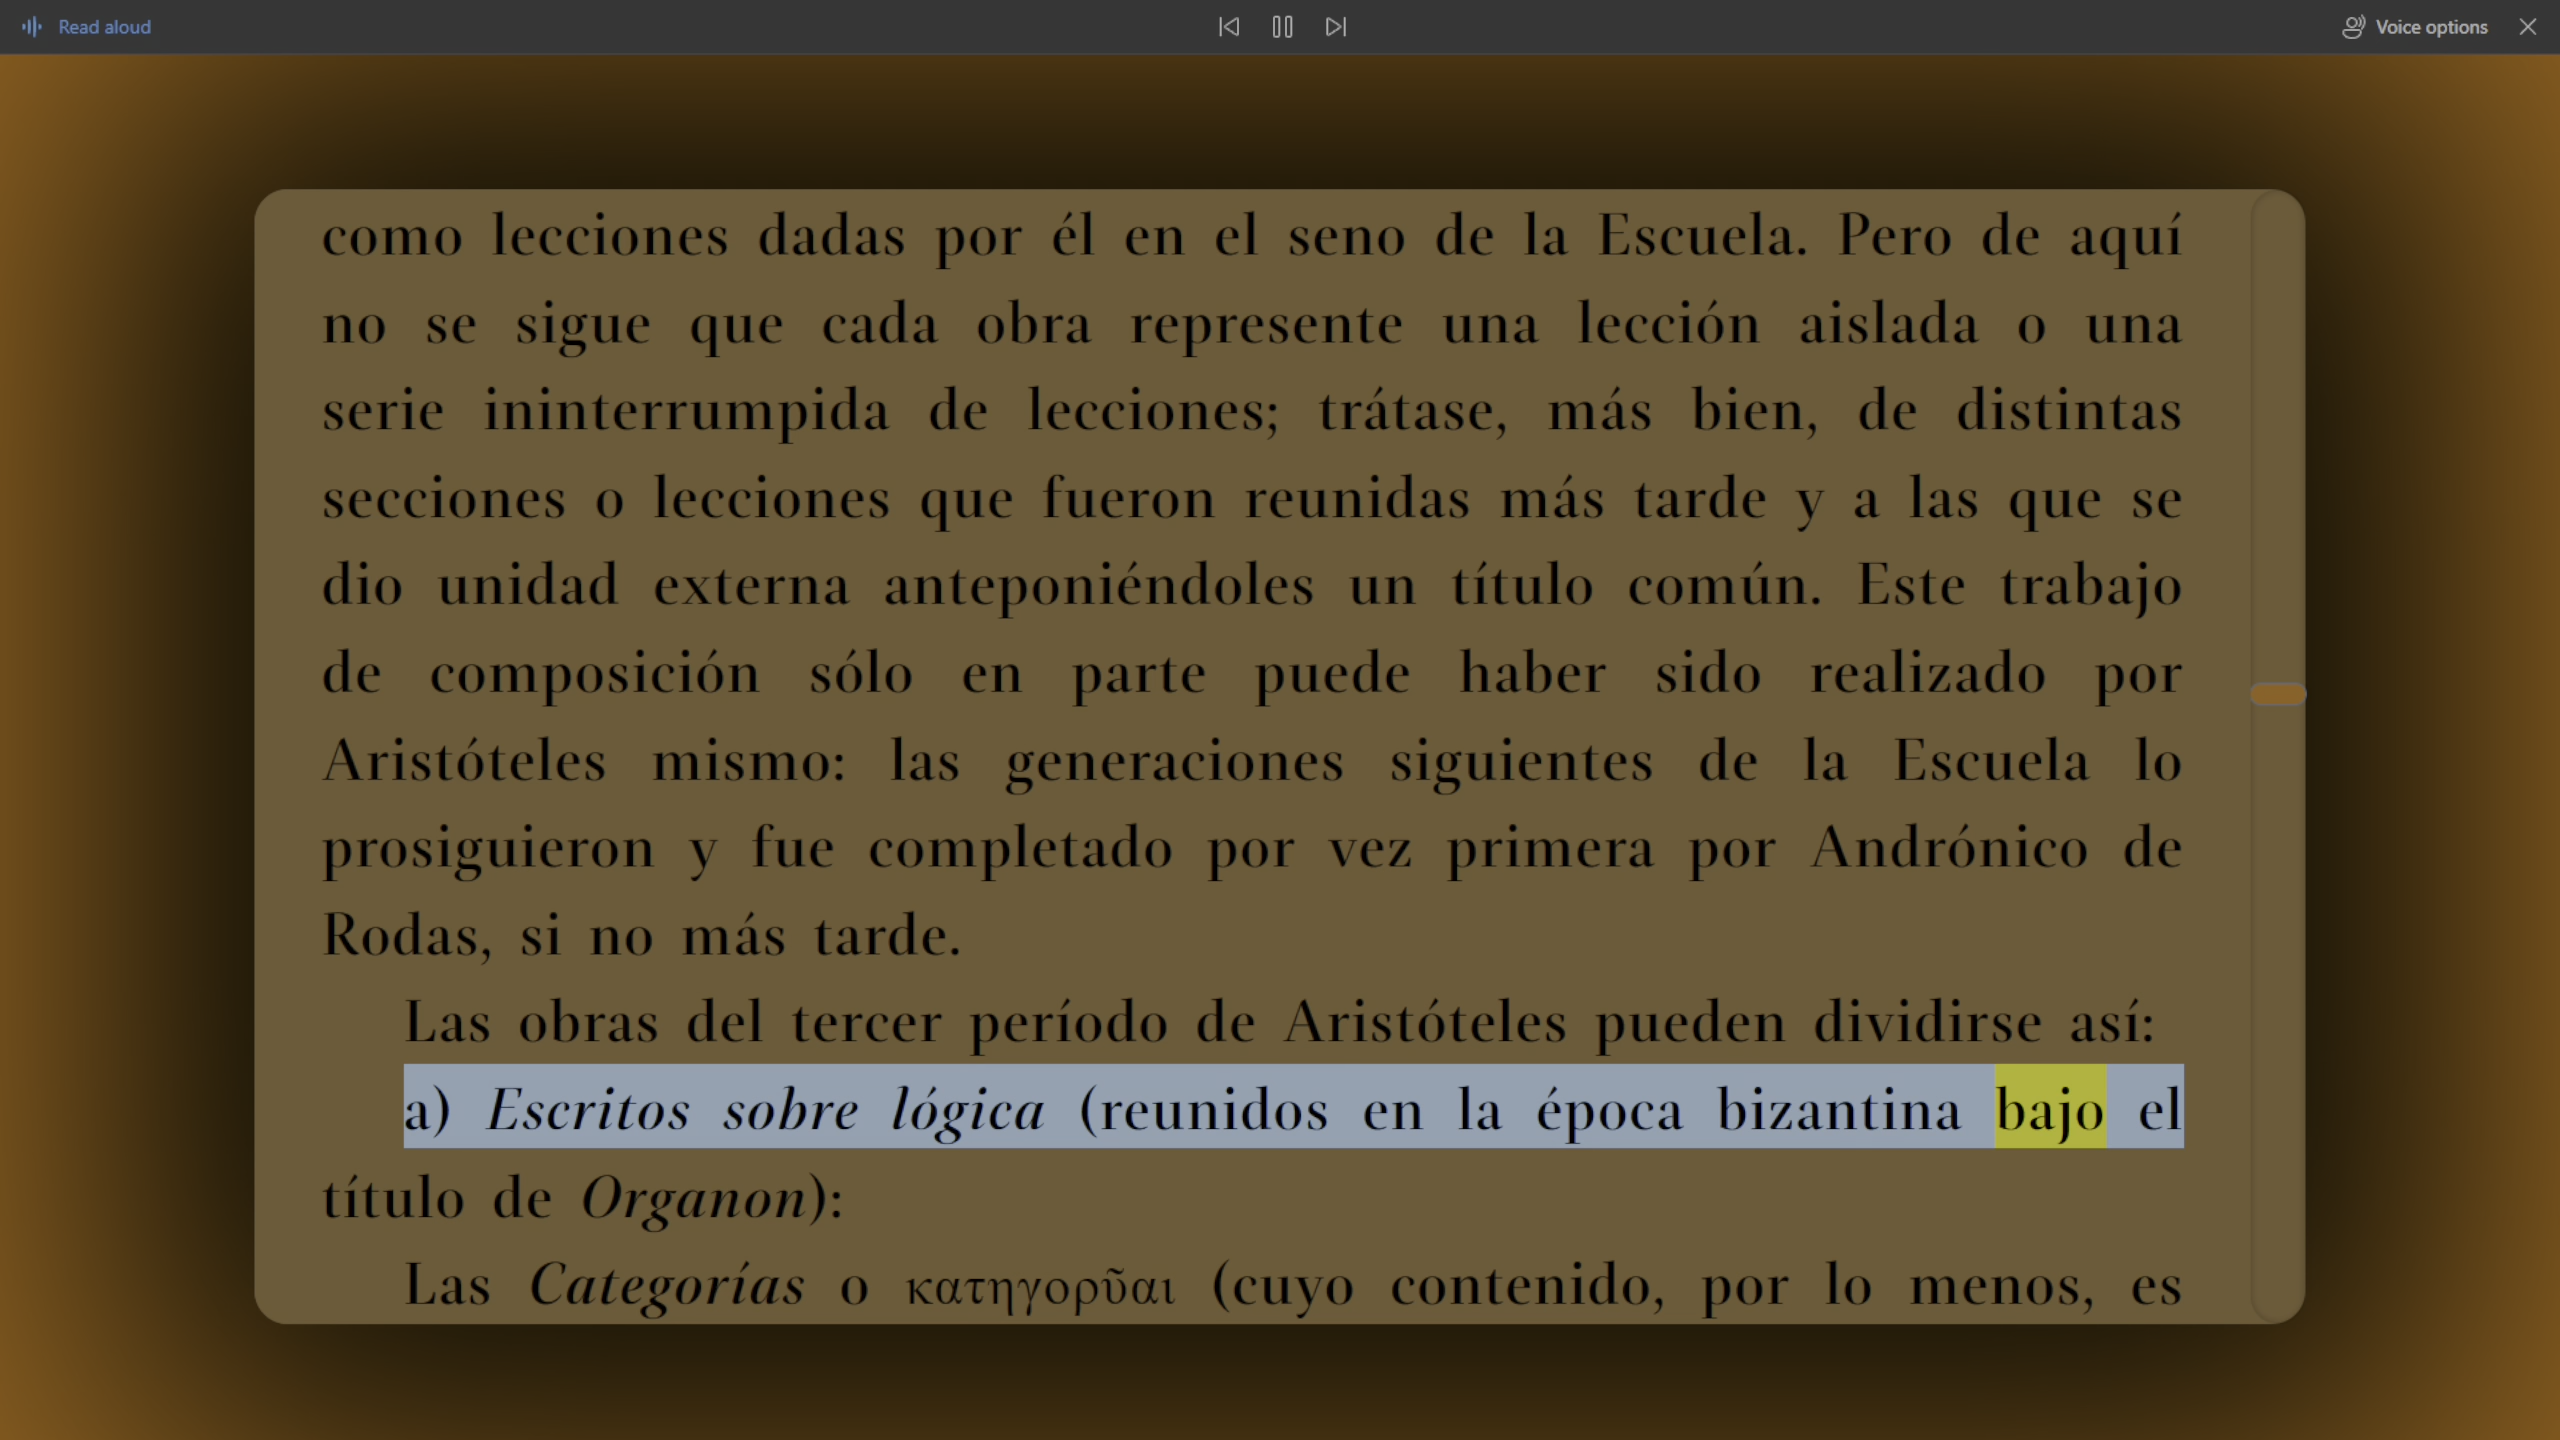 Read aloud
Voice options
como lecciones dadas por él en el seno de la Escuela. Pero de aquí
no se sigue que cada obra represente una lección aislada o una
serie ininterrumpida de lecciones; trátase, más bien, de distintas
secciones o lecciones que fueron reunidas más tarde y a las que se
dio unidad externa anteponiéndoles un título común. Este trabajo
de composición sólo en parte puede haber sido realizado por
Aristóteles mismo: las generaciones siguientes de la Escuela lo
prosiguieron y fue completado por vez primera por Andrónico de
Rodas, si no más tarde.
Las obras del tercer período de Aristóteles pueden dividirse así:
a) Escritos sobre lógica (reunidos en la época bizantina bajo el
título de Organon):
Las Categorías o κατηγορῦαι (cuyo contenido, por lo menos, es